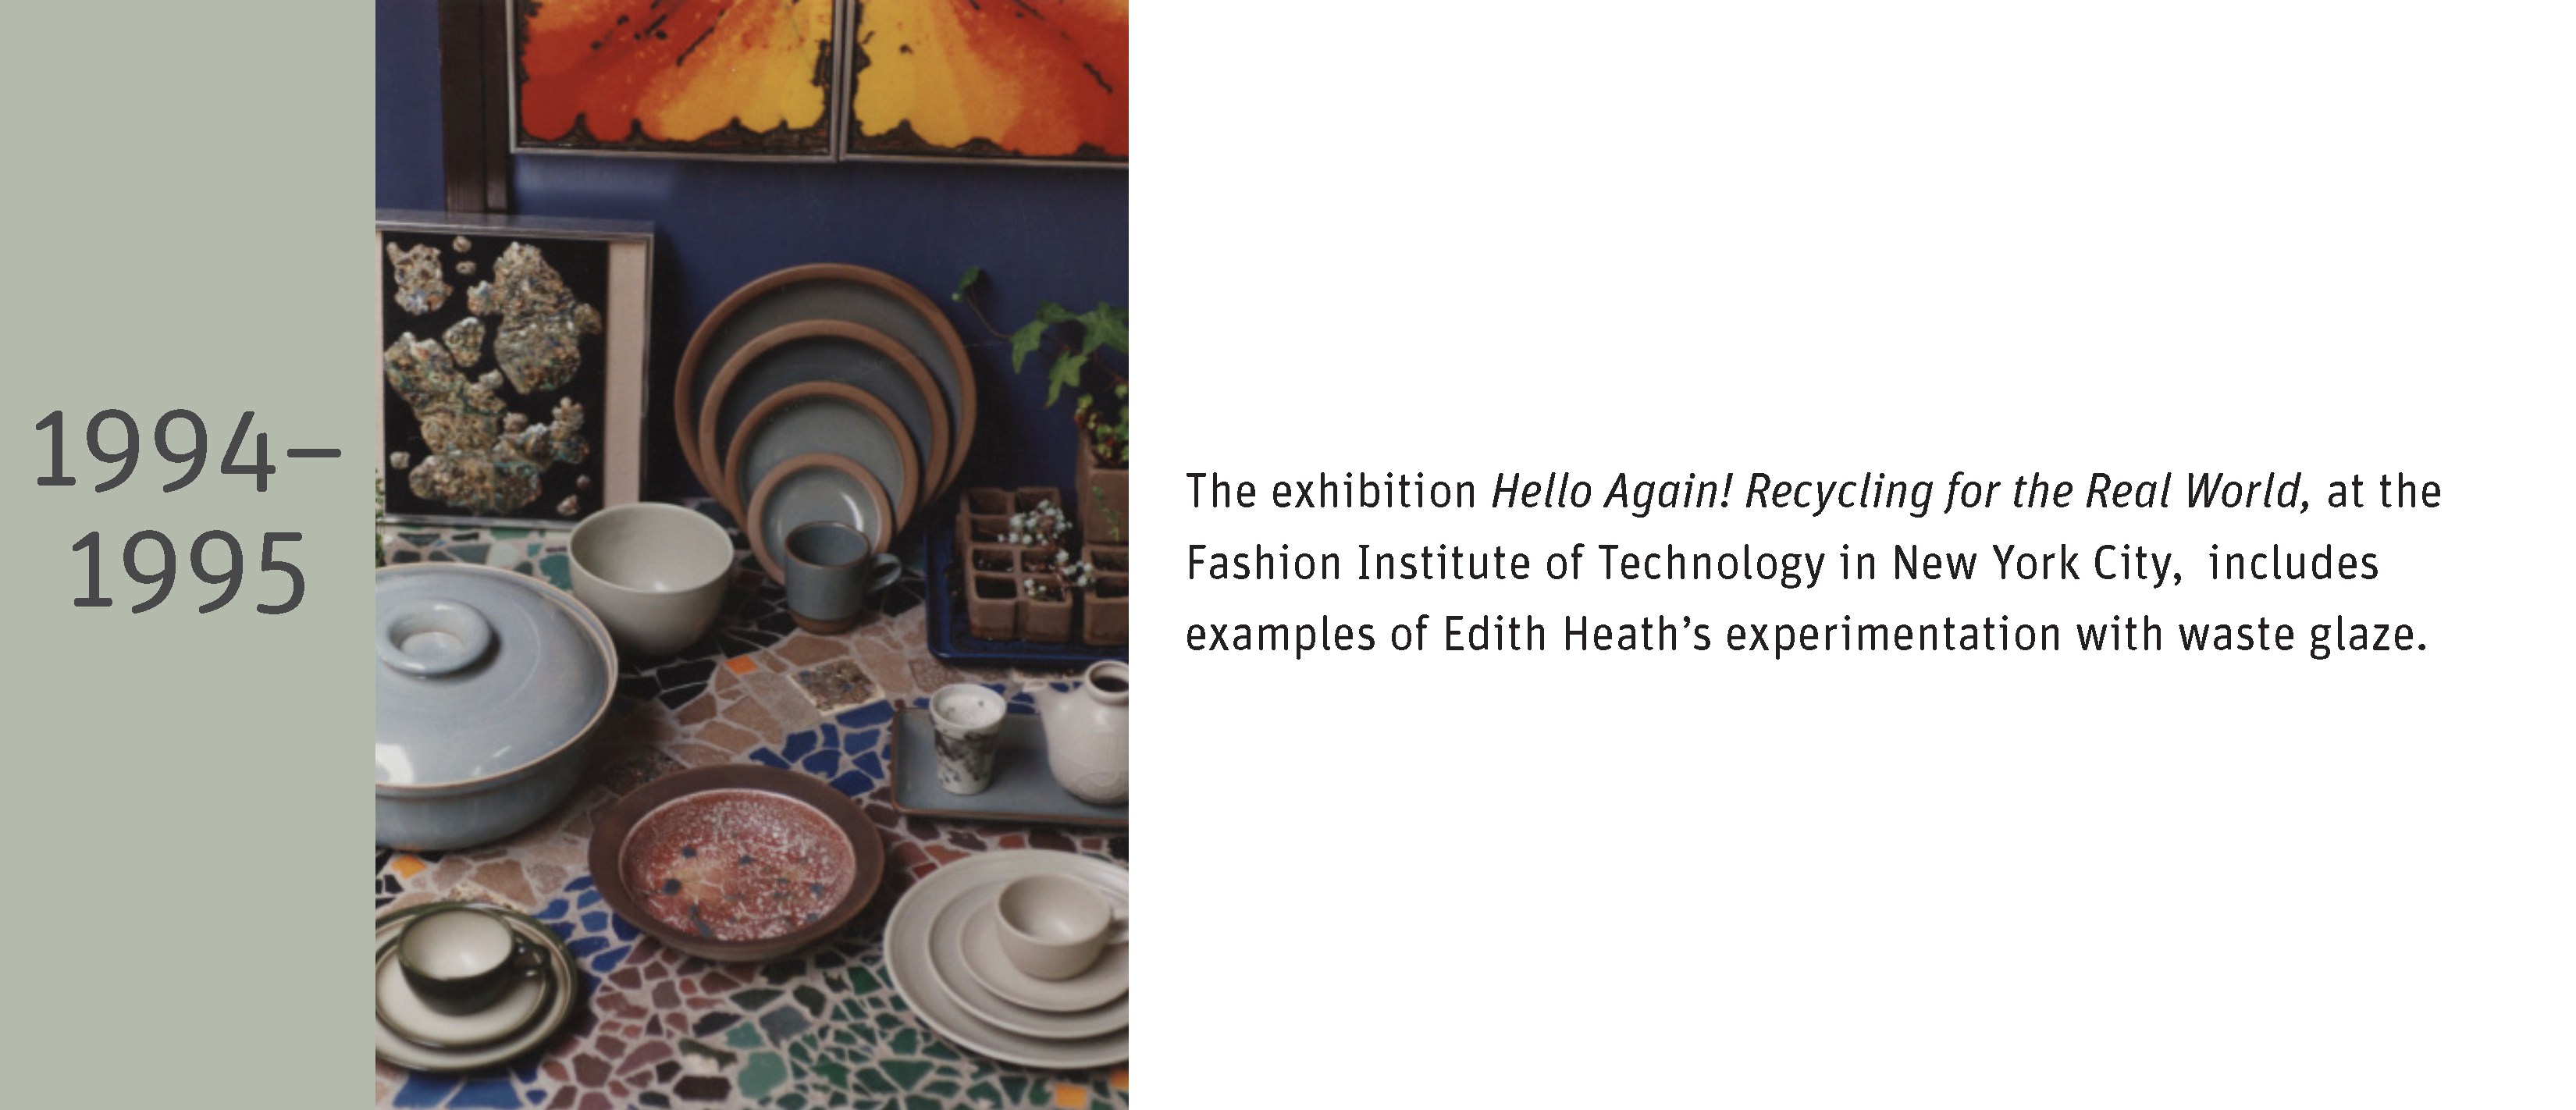 1994–
1995
The exhibition Hello Again! Recycling for the Real World, at the
Fashion Institute of Technology in New York City,  includes
examples of Edith Heath’s experimentation with waste glaze.